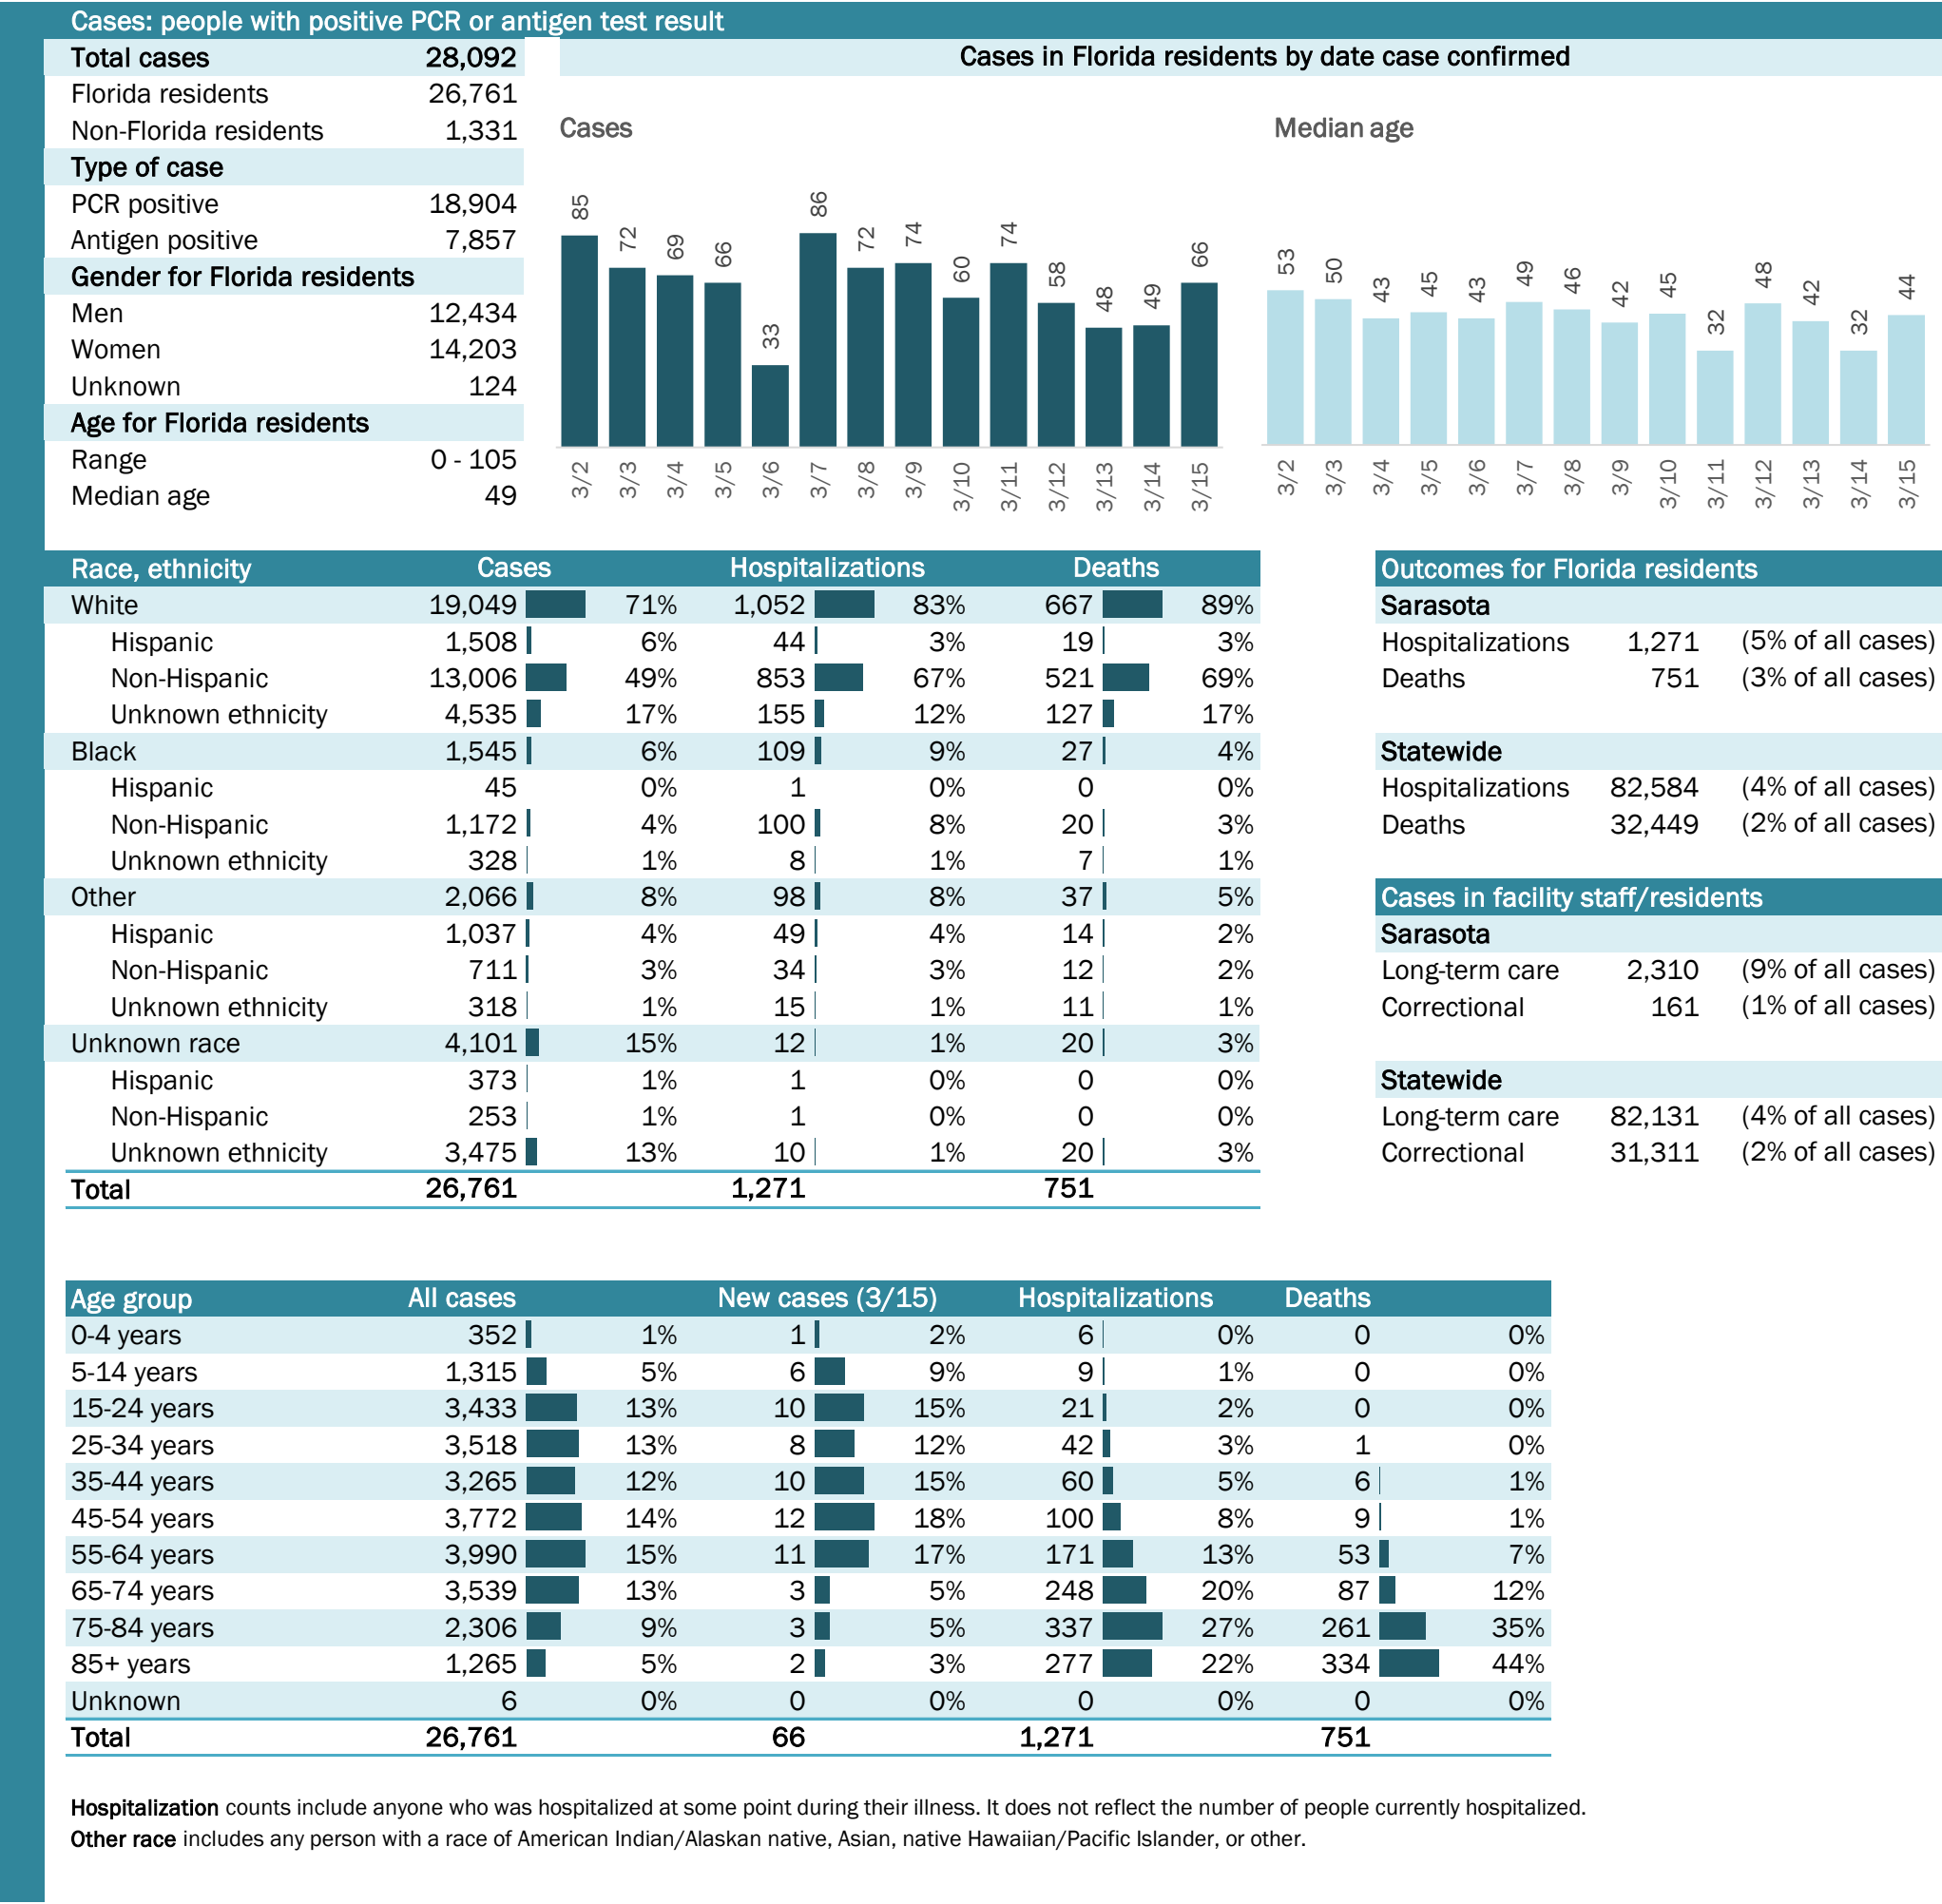 Cases: people with positive PCR or antigen test result
Total cases 28,092
Florida residents 26,761
Non-Florida residents 1,331
Type of case
PCR positive 18,904
Antigen positive 7,857
Gender for Florida residents
Men 12,434
Women 14,203
Unknown 124
Age for Florida residents
Range 0 - 105
Median age 49
Cases in Florida residents by date case confirmed
Cases
85 72 69 66 33 86 72 74 60 74 58 48 49 66
3/2 3/3 3/4 3/5 3/6 3/7 3/8 3/9 3/10 3/11 3/12 3/13 3/14 3/15
Median age
53 50 43 45 43 49 46 42 45 32 48 42 32 44
3/2 3/3 3/4 3/5 3/6 3/7 3/8 3/9 3/10 3/11 3/12 3/13 3/14 3/15
Race, ethnicity Cases Hospitalizations Deaths
White 19,049 71% 1,052 83% 667 89%
Hispanic 1,508 6% 44 3% 19 3%
Non-Hispanic 13,006 49% 853 67% 521 69%
Unknown ethnicity 4,535 17% 155 12% 127 17%
Black 1,545 6% 109 9% 27 4%
Hispanic 45 0% 1 0% 0 0%
Non-Hispanic 1,172 4% 100 8% 20 3%
Unknown ethnicity 328 1% 8 1% 7 1%
Other 2,066 8% 98 8% 37 5%
Hispanic 1,037 4% 49 4% 14 2%
Non-Hispanic 711 3% 34 3% 12 2%
Unknown ethnicity 318 1% 15 1% 11 1%
Unknown race 4,101 15% 12 1% 20 3%
Hispanic 373 1% 1 0% 0 0%
Non-Hispanic 253 1% 1 0% 0 0%
Unknown ethnicity 3,475 13% 10 1% 20 3%
Total 26,761 1,271 751
Outcomes for Florida residents
Sarasota
Hospitalizations 1,271 (5% of all cases)
Deaths 751 (3% of all cases)
Statewide
Hospitalizations 82,584 (4% of all cases)
Deaths 32,449 (2% of all cases)
Cases in facility staff/residents
Sarasota
Long-term care 2,310 (9% of all cases)
Correctional 161 (1% of all cases)
Statewide
Long-term care 82,131 (4% of all cases)
Correctional 31,311 (2% of all cases)
Age group All cases New cases (3/15) Hospitalizations Deaths
0-4 years 352 1% 1 2% 6 0% 0 0%
5-14 years 1,315 5% 6 9% 9 1% 0 0%
15-24 years 3,433 13% 10 15% 21 2% 0 0%
25-34 years 3,518 13% 8 12% 42 3% 1 0%
35-44 years 3,265 12% 10 15% 60 5% 6 1%
45-54 years 3,772 14% 12 18% 100 8% 9 1%
55-64 years 3,990 15% 11 17% 171 13% 53 7%
65-74 years 3,539 13% 3 5% 248 20% 87 12%
75-84 years 2,306 9% 3 5% 337 27% 261 35%
85+ years 1,265 5% 2 3% 277 22% 334 44%
Unknown 6 0% 0 0% 0 0% 0 0%
Total 26,761 66 1,271 751
Hospitalization counts include anyone who was hospitalized at some point during their illness. It does not reflect the number of people currently hospitalized.
Other race includes any person with a race of American Indian/Alaskan native, Asian, native Hawaiian/Pacific Islander, or other.